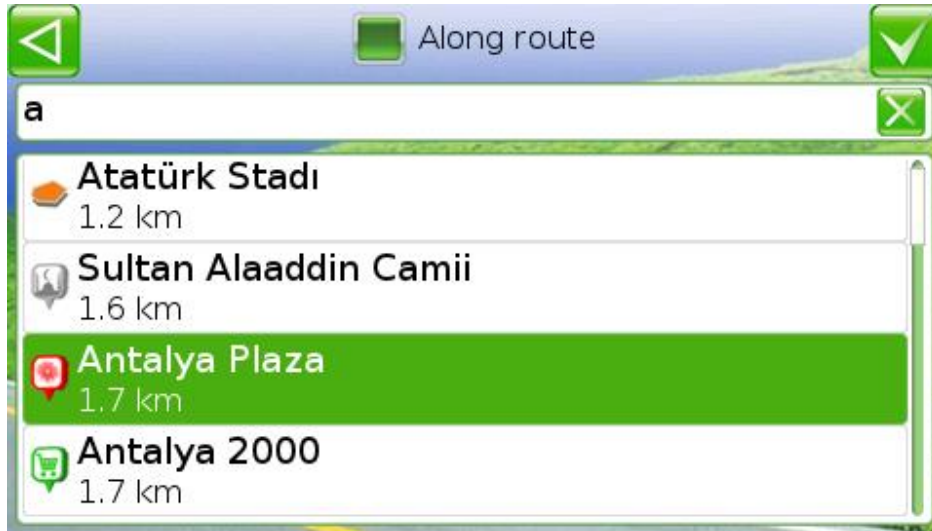 Along route
a
Atatürk Stadı
1.2 km
Sultan Alaaddin Camii
1.6 km
Antalya Plaza
1.7 km
Antalya 2000
1.7 km